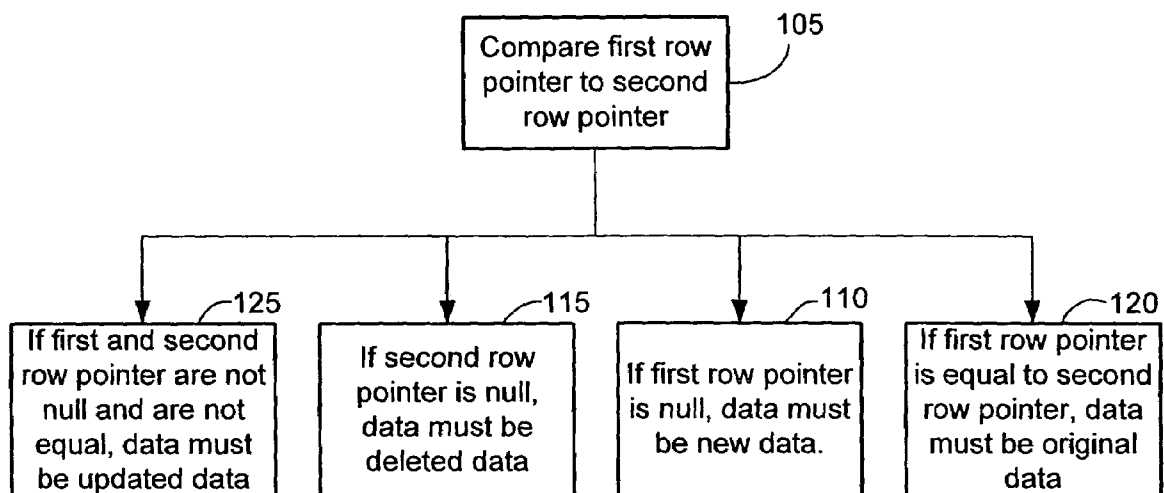 105
Compare first row
pointer to second
row pointer
125
If first and second
row pointer are not
null and are not
equal, data must
be updated data
115
If second row
pointer is null,
data must be
deleted data
110
If first row pointer
is null, data must
be new data.
120
If first row pointer
is equal to second
row pointer, data
must be original
data